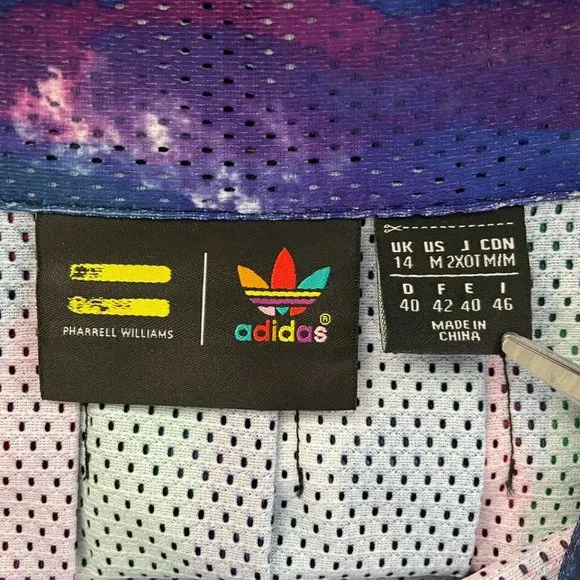 PHARRELL WILLIAMS
adidas®
UK US J CDN
14 M 2XOT M/M
D F E I
40 42 40 46
MADE IN
CHINA